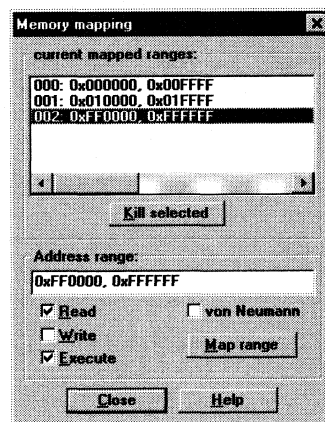 Memory mapping
current mapped ranges:
000: 0x000000, 0x00FFFF
001: 0x010000, 0x01FFFF
002: 0xFF0000, 0xFFFFFF
Kill selected
Address range:
0xFF0000, 0xFFFFFF
Read
von Neumann
Write
Map range
Execute
Close
Help